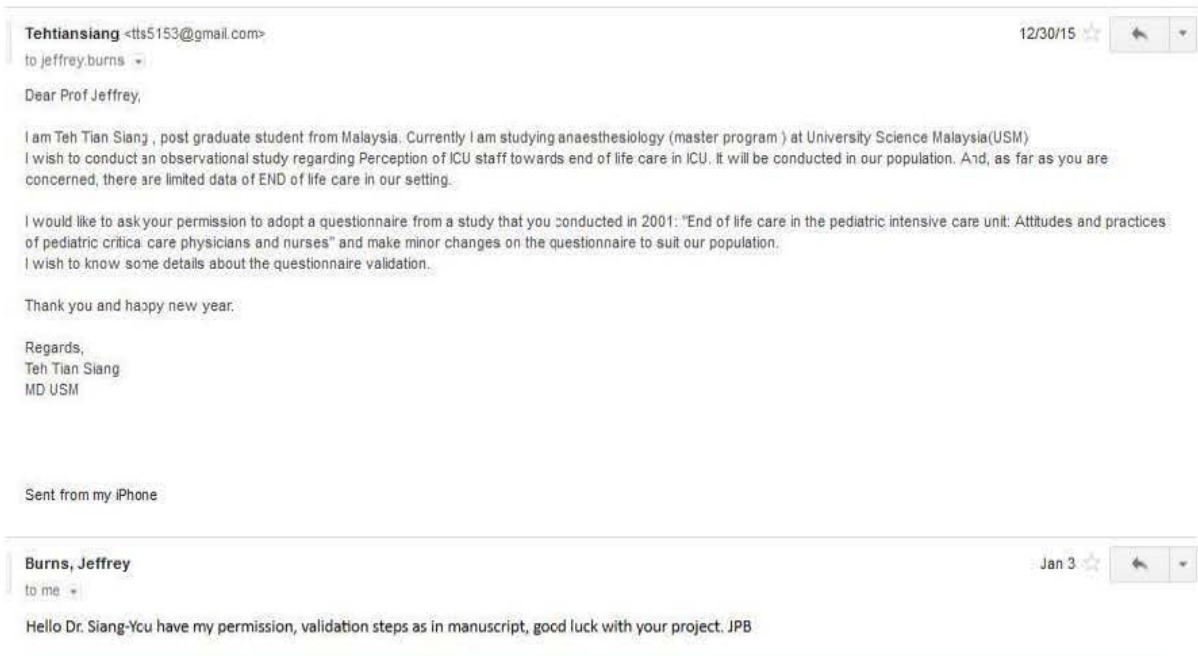 Tehtiansiang <tts5153@gmail.com>
12/30/15
to jeffrey.burns
Dear Prof Jeffrey,
I am Teh Tian Siang , post graduate student from Malaysia. Currently I am studying anaesthesiology (master program ) at University Science Malaysia(USM)
I wish to conduct an observational study regarding Perception of ICU staff towards end of life care in ICU. It will be conducted in our population. And, as far as you are
concerned, there are limited data of END of life care in our setting.
I would like to ask your permission to adopt a questionnaire from a study that you conducted in 2001: "End of life care in the pediatric intensive care unit: Attitudes and practices
of pediatric critical care physicians and nurses" and make minor changes on the questionnaire to suit our population.
I wish to know some details about the questionnaire validation.
Thank you and happy new year.
Regards,
Teh Tian Siang
MD USM
Sent from my iPhone
Burns, Jeffrey
Jan 3
to me
Hello Dr. Siang-You have my permission, validation steps as in manuscript, good luck with your project. JPB